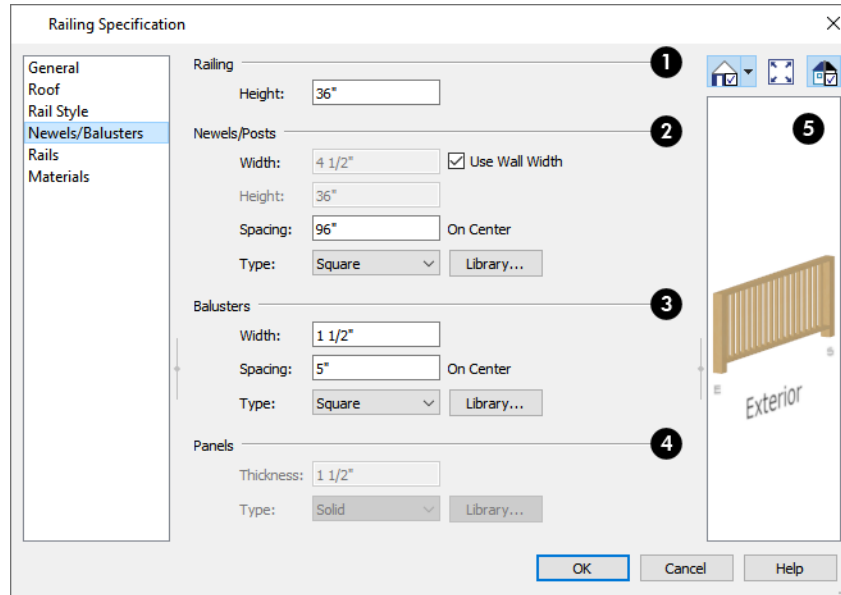 Railing Specification
General
Roof
Rail Style
Newels/Balusters
Rails
Materials
Railing
1
Height: 36"
Newels/Posts
2
Width: 4 1/2" Use Wall Width
Height: 36"
Spacing: 96" On Center
Type: Square Library...
Balusters
3
Width: 1 1/2"
Spacing: 5" On Center
Type: Square Library...
Panels
4
Thickness: 1 1/2"
Type: Solid Library...
5
E
S
Exterior
OK Cancel Help